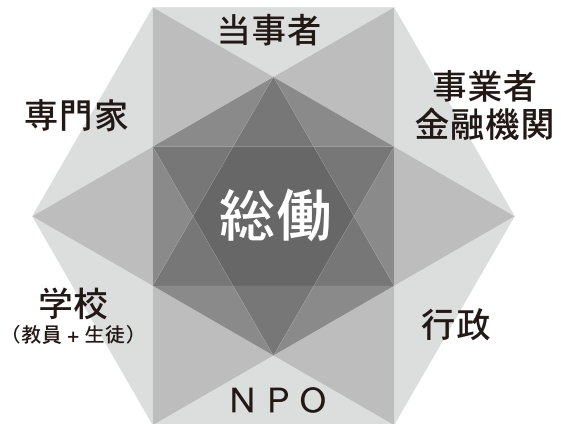 当事者
専門家
事業者
金融機関
総働
学校
（教員+生徒）
行政
NPO